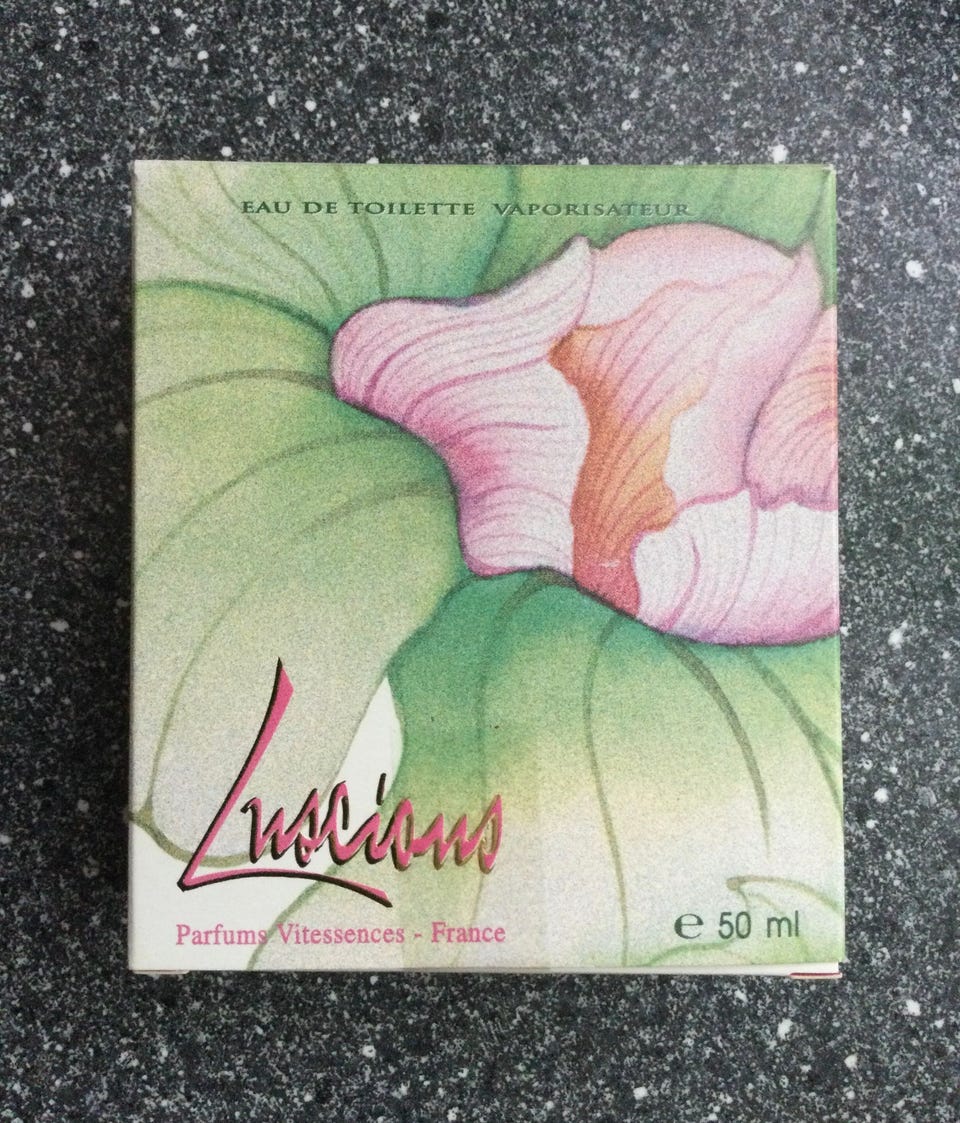 EAU DE TOILETTE VAPORISATEUR
Luscious
Parfums Vitessences - France
℮ 50 ml